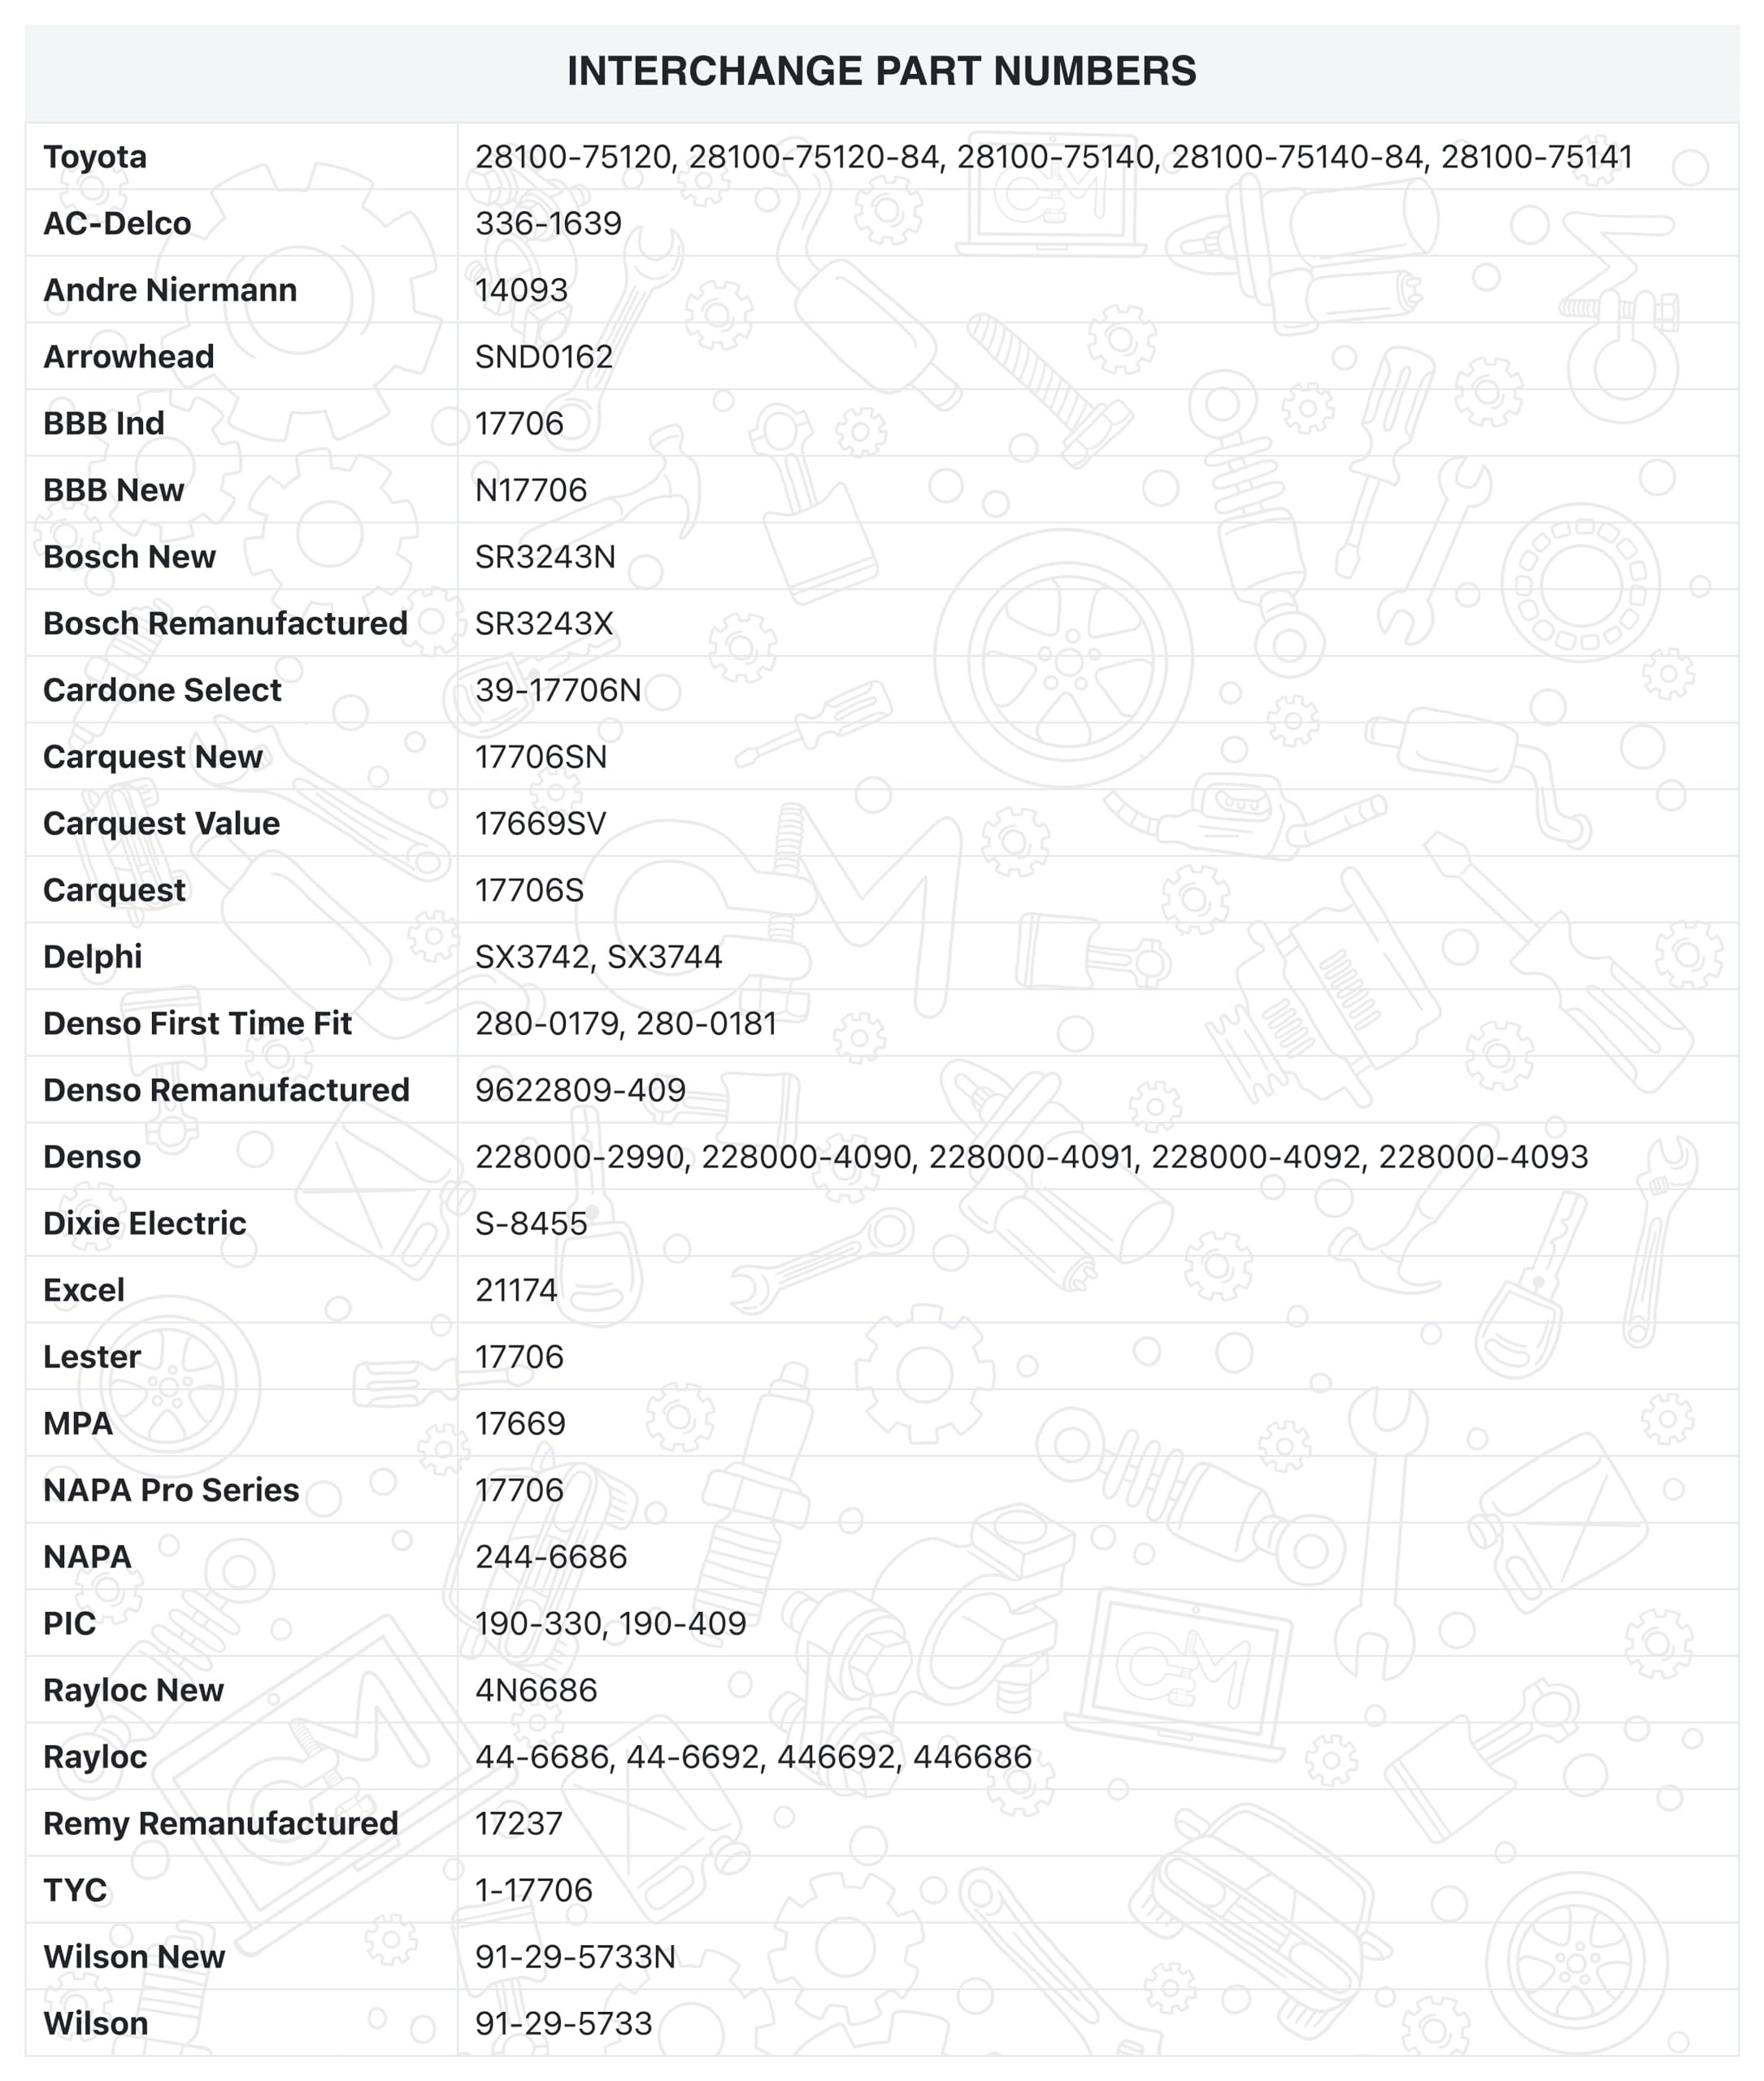 INTERCHANGE PART NUMBERS
Toyota 28100-75120, 28100-75120-84, 28100-75140, 28100-75140-84, 28100-75141
AC-Delco 336-1639
Andre Niermann 14093
Arrowhead SND0162
BBB Ind 17706
BBB New N17706
Bosch New SR3243N
Bosch Remanufactured SR3243X
Cardone Select 39-17706N
Carquest New 17706SN
Carquest Value 17669SV
Carquest 17706S
Delphi SX3742, SX3744
Denso First Time Fit 280-0179, 280-0181
Denso Remanufactured 9622809-409
Denso 228000-2990, 228000-4090, 228000-4091, 228000-4092, 228000-4093
Dixie Electric S-8455
Excel 21174
Lester 17706
MPA 17669
NAPA Pro Series 17706
NAPA 244-6686
PIC 190-330, 190-409
Rayloc New 4N6686
Rayloc 44-6686, 44-6692, 446692, 446686
Remy Remanufactured 17237
TYC 1-17706
Wilson New 91-29-5733N
Wilson 91-29-5733